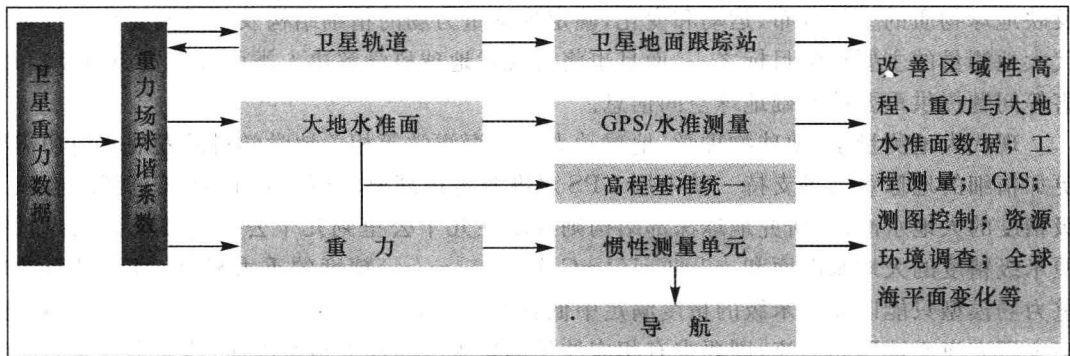 卫星重力数据
重力场球谐系数
卫星轨道
卫星地面跟踪站
大地水准面
GPS/水准测量
高程基准统一
重 力
惯性测量单元
导 航
改善区域性高
程、重力与大地
水准面数据；工
程测量； GIS；
测图控制；资源
环境调查；全球
海平面变化等